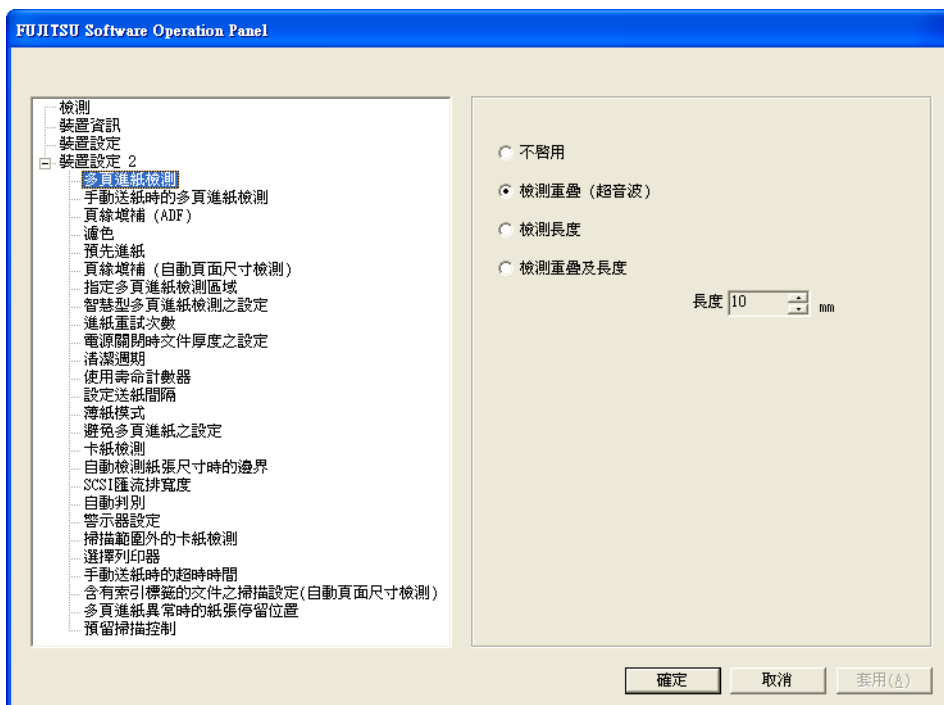 FUJITSU Software Operation Panel
檢測
裝置資訊
裝置設定
裝置設定 2
多頁進紙檢測
手動送紙時的多頁進紙檢測
頁緣填補 (ADF)
濾色
預先進紙
頁緣填補 (自動頁面尺寸檢測)
指定多頁進紙檢測區域
智慧型多頁進紙檢測之設定
進紙重試次數
電源關閉時文件厚度之設定
清潔週期
使用壽命計數器
設定送紙間隔
薄紙模式
避免多頁進紙之設定
卡紙檢測
自動檢測紙張尺寸時的邊界
SCSI匯流排寬度
自動判別
警示器設定
掃描範圍外的卡紙檢測
選擇列印器
手動送紙時的超時時間
含有索引標籤的文件之掃描設定(自動頁面尺寸檢測)
多頁進紙異常時的紙張停留位置
預留掃描控制
不啓用
檢測重疊 (超音波)
檢測長度
檢測重疊及長度
長度 10 mm
確定 取消 套用(A)